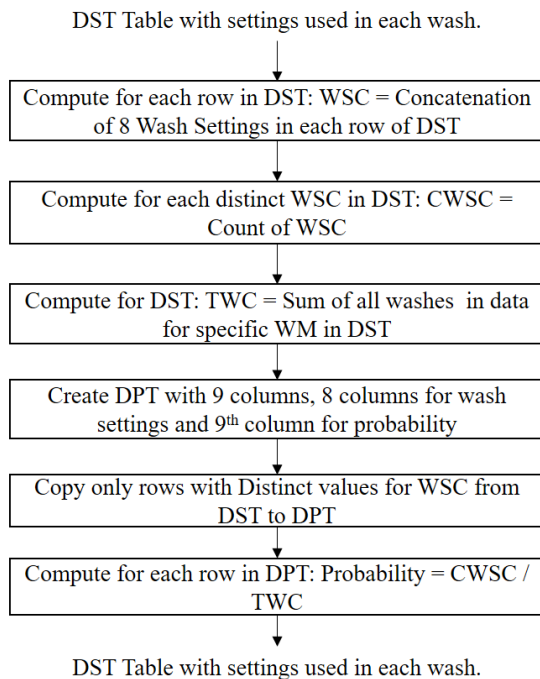 DST Table with settings used in each wash.
Compute for each row in DST: WSC = Concatenation
of 8 Wash Settings in each row of DST
Compute for each distinct WSC in DST: CWSC =
Count of WSC
Compute for DST: TWC = Sum of all washes in data
for specific WM in DST
Create DPT with 9 columns, 8 columns for wash
settings and 9th column for probability
Copy only rows with Distinct values for WSC from
DST to DPT
Compute for each row in DPT: Probability = CWSC /
TWC
DST Table with settings used in each wash.